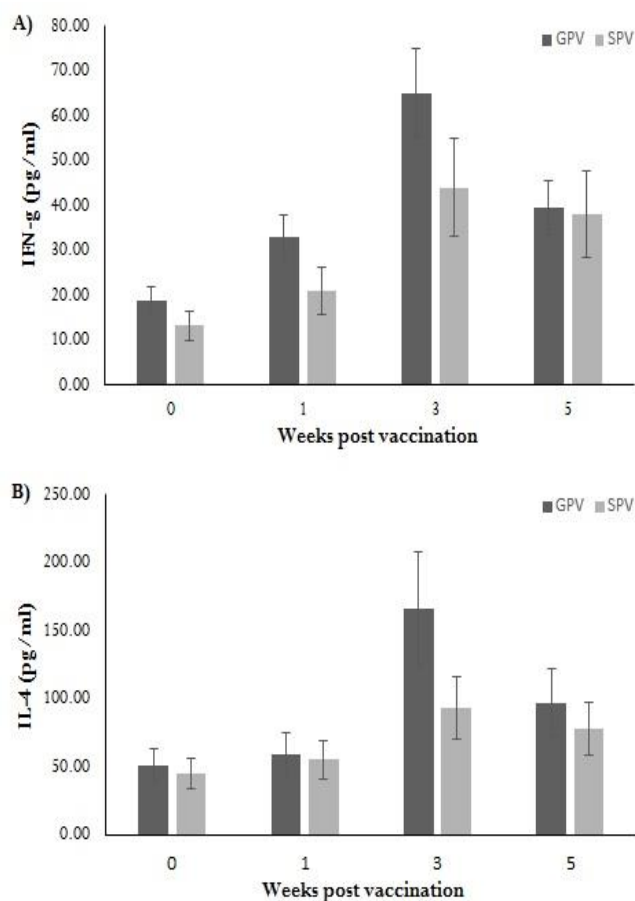 A)
80.00
GPV SPV
70.00
60.00
50.00
40.00
30.00
20.00
10.00
0.00
IFN-g (pg/ml)
0 1 3 5
Weeks post vaccination
B)
250.00
GPV SPV
200.00
150.00
100.00
50.00
0.00
IL-4 (pg/ml)
0 1 3 5
Weeks post vaccination